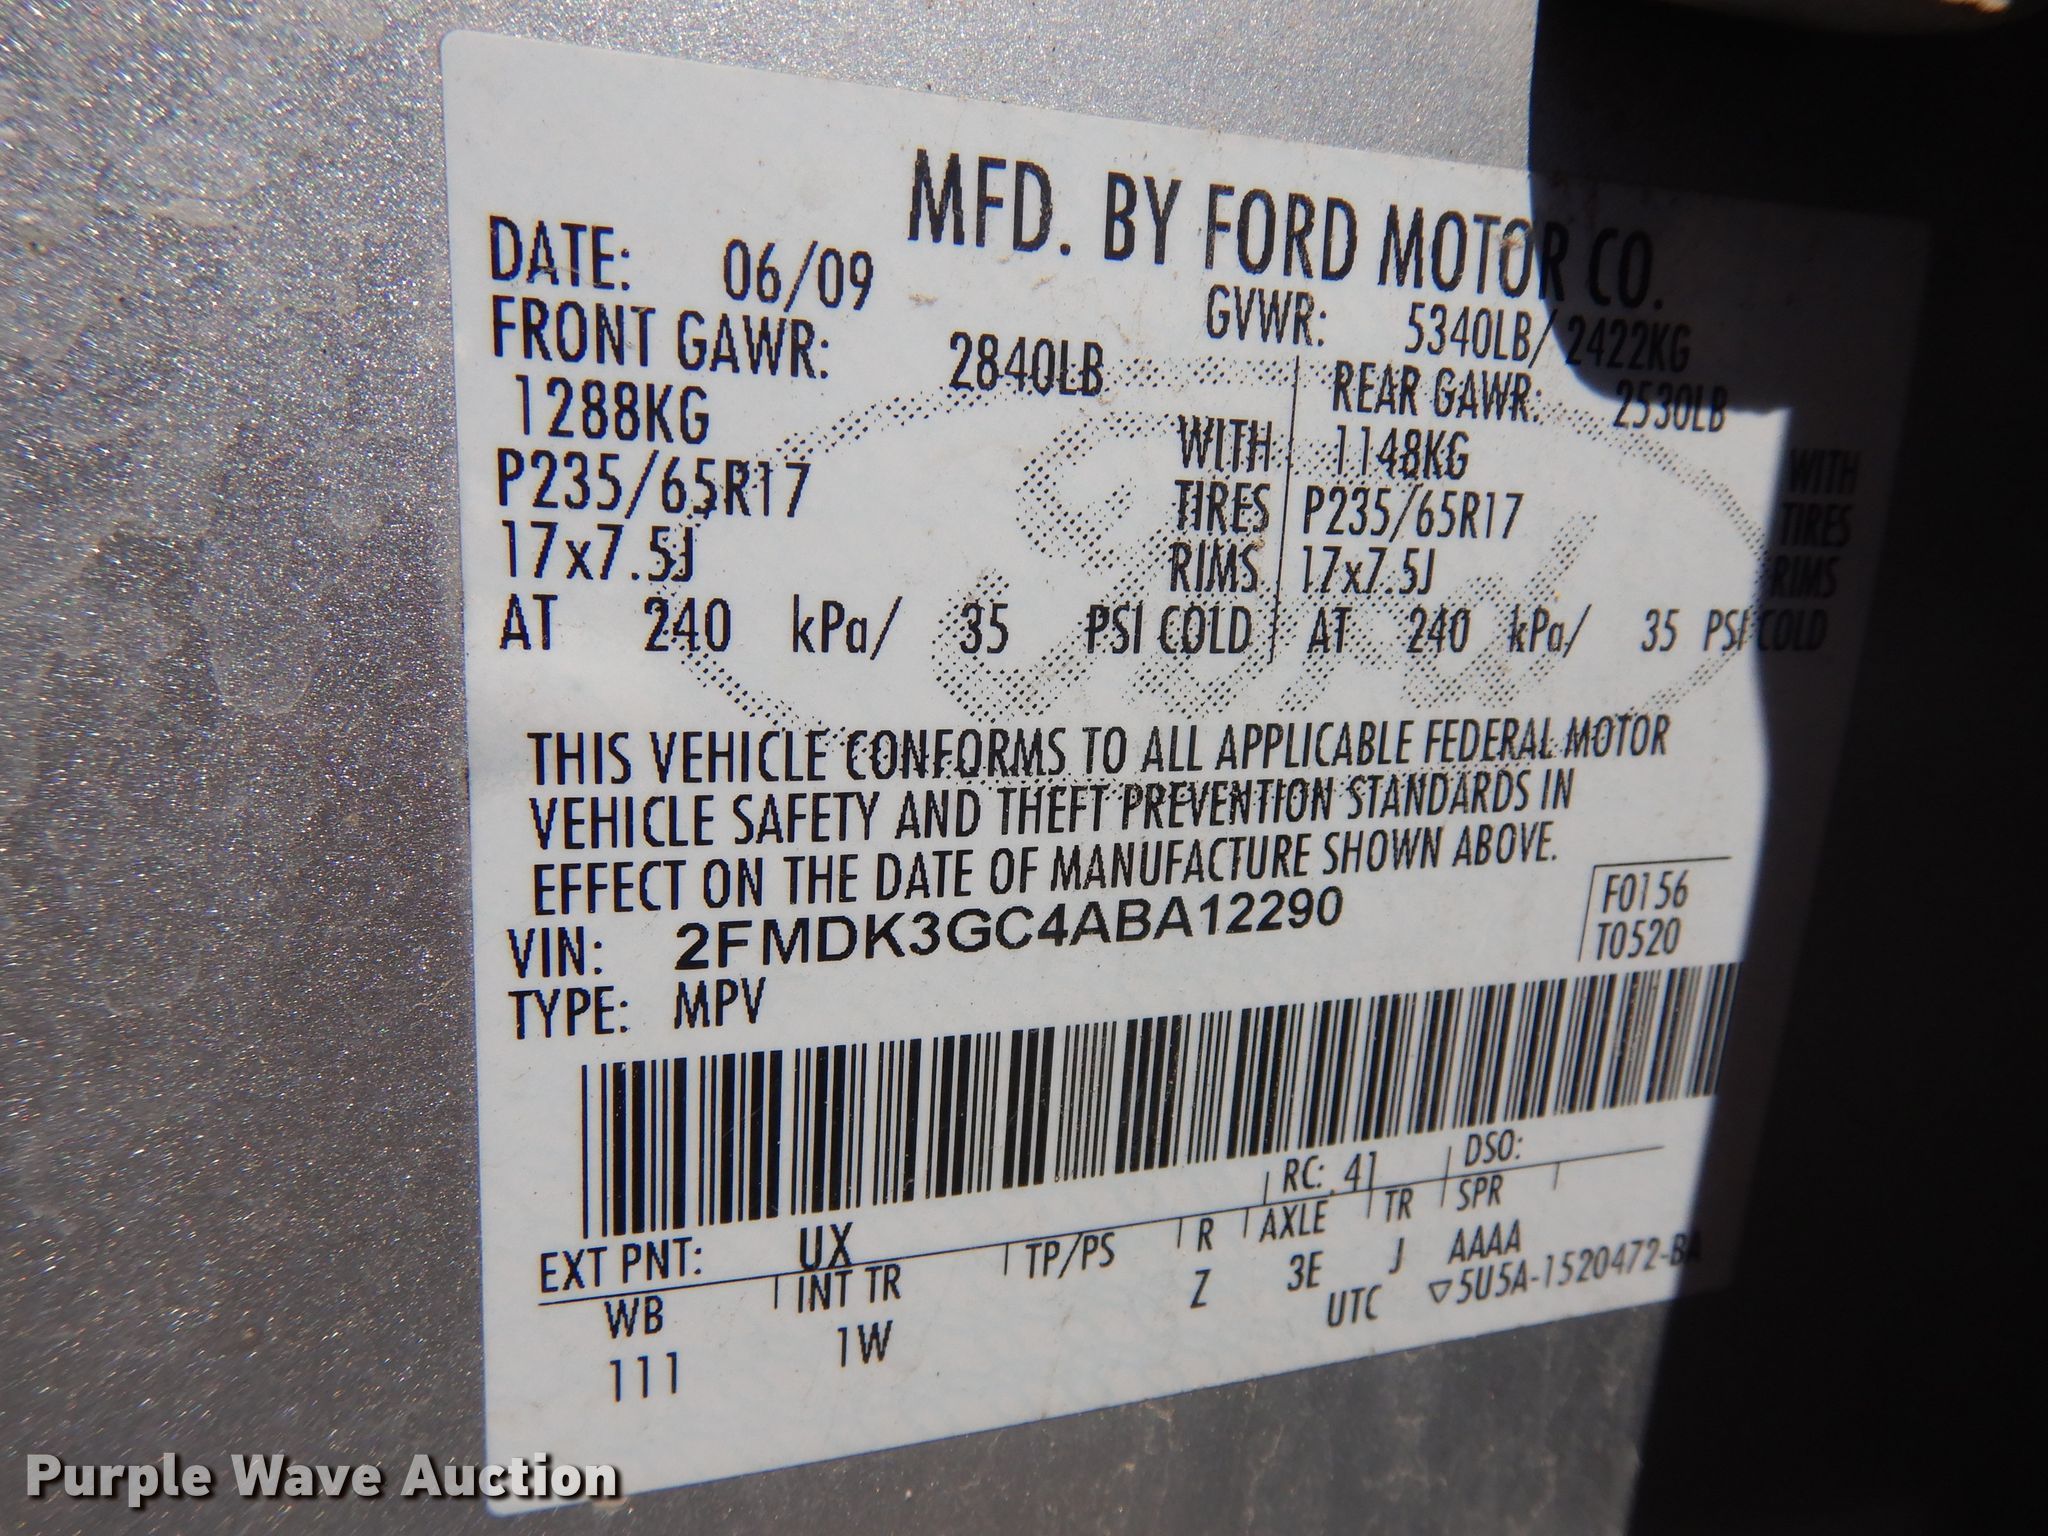 MFD. BY FORD MOTOR CO.
DATE: 06/09 GVWR: 5340LB/ 2422KG
FRONT GAWR: 2840LB REAR GAWR: 2530LB
1288KG WITH 1148KG WITH
P235/65R17 TIRES P235/65R17 TIRES
17x7.5J RIMS 17x7.5J RIMS
AT 240 kPa/ 35 PSI COLD AT 240 kPa/ 35 PSI COLD
Ford
THIS VEHICLE CONFORMS TO ALL APPLICABLE FEDERAL MOTOR
VEHICLE SAFETY AND THEFT PREVENTION STANDARDS IN
EFFECT ON THE DATE OF MANUFACTURE SHOWN ABOVE.
VIN: 2FMDK3GC4ABA12290 F0156
TYPE: MPV T0520
EXT PNT: UX RC: 41 DSO:
WB INT TR TP/PS R AXLE TR SPR
111 1W Z 3E J AAAA
UTC ▽5U5A-1520472-BA
Purple Wave Auction